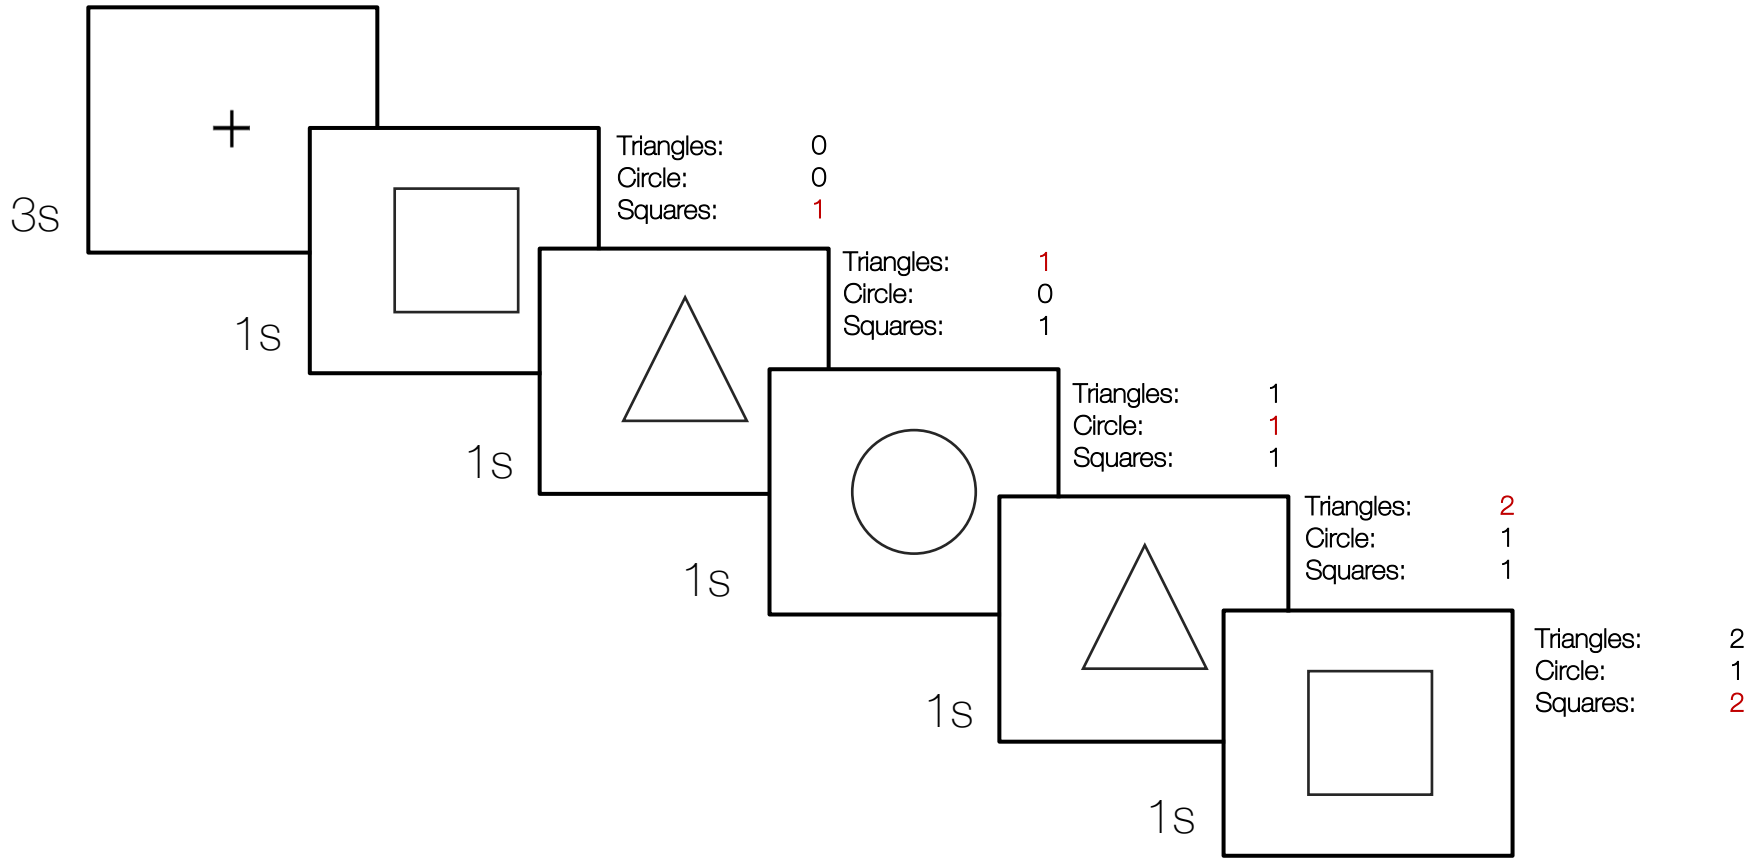 3s
Triangles: 0
Circle: 0
Squares: 1
1s
Triangles: 1
Circle: 0
Squares: 1
1s
Triangles: 1
Circle: 1
Squares: 1
1s
Triangles: 2
Circle: 1
Squares: 1
1s
Triangles: 2
Circle: 1
Squares: 2
1s